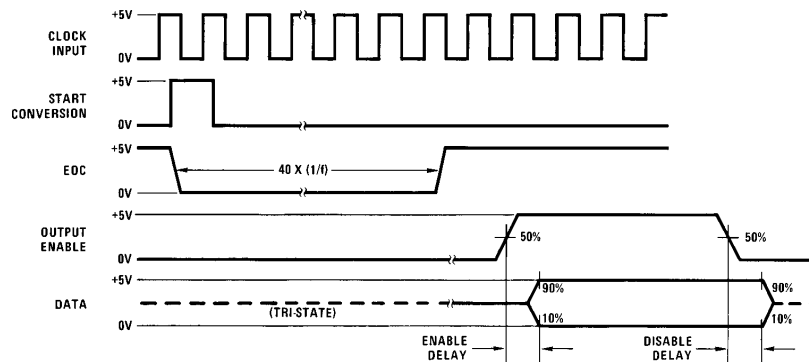 +5V
CLOCK
INPUT
0V
+5V
START
CONVERSION
0V
+5V
EOC
40 X (1/f)
0V
+5V
OUTPUT
ENABLE
50%
50%
0V
+5V
90%
90%
DATA
(TRI-STATE)
10%
10%
0V
ENABLE
DELAY
DISABLE
DELAY